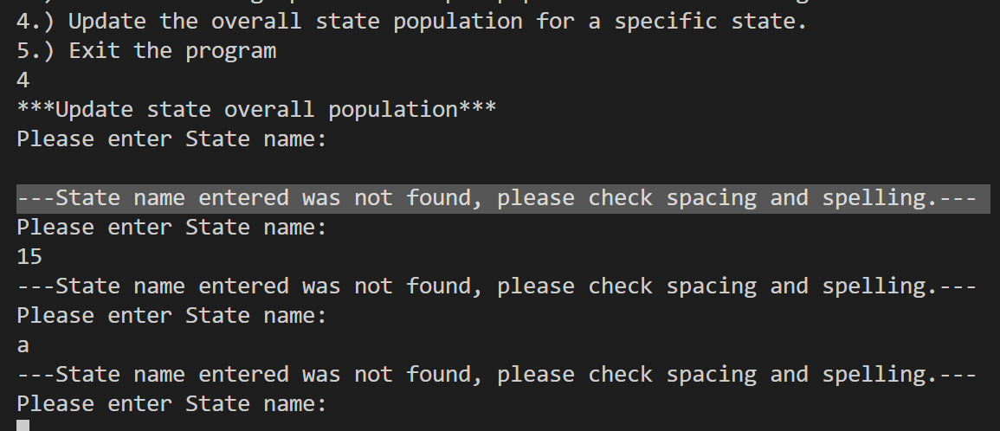 4.) Update the overall state population for a specific state.
5.) Exit the program
4
***Update state overall population***
Please enter State name:
---State name entered was not found, please check spacing and spelling.---
Please enter State name:
15
---State name entered was not found, please check spacing and spelling.---
Please enter State name:
a
---State name entered was not found, please check spacing and spelling.---
Please enter State name: